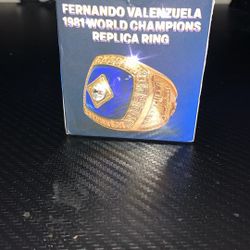 FERNANDO VALENZUELA
1981 WORLD CHAMPIONS
REPLICA RING